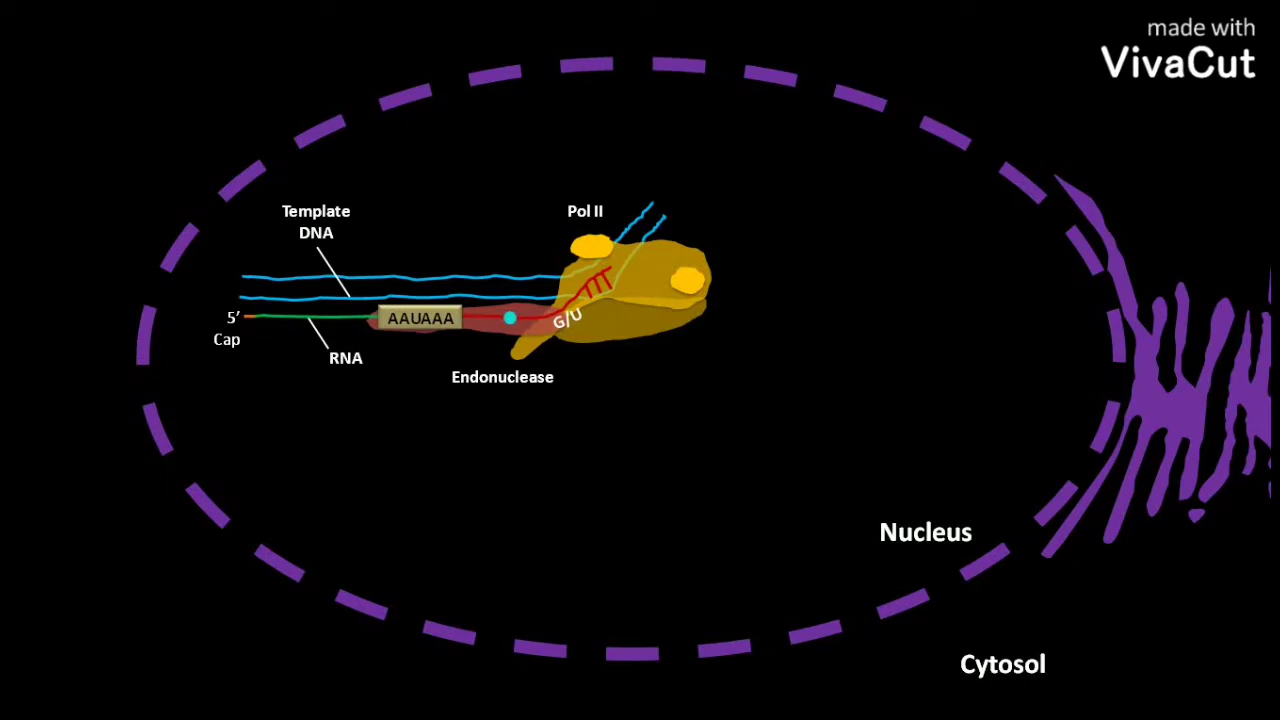 made with
VivaCut
Template
DNA
Pol II
5’
Cap
AAUAAA
G/U
RNA
Endonuclease
Nucleus
Cytosol